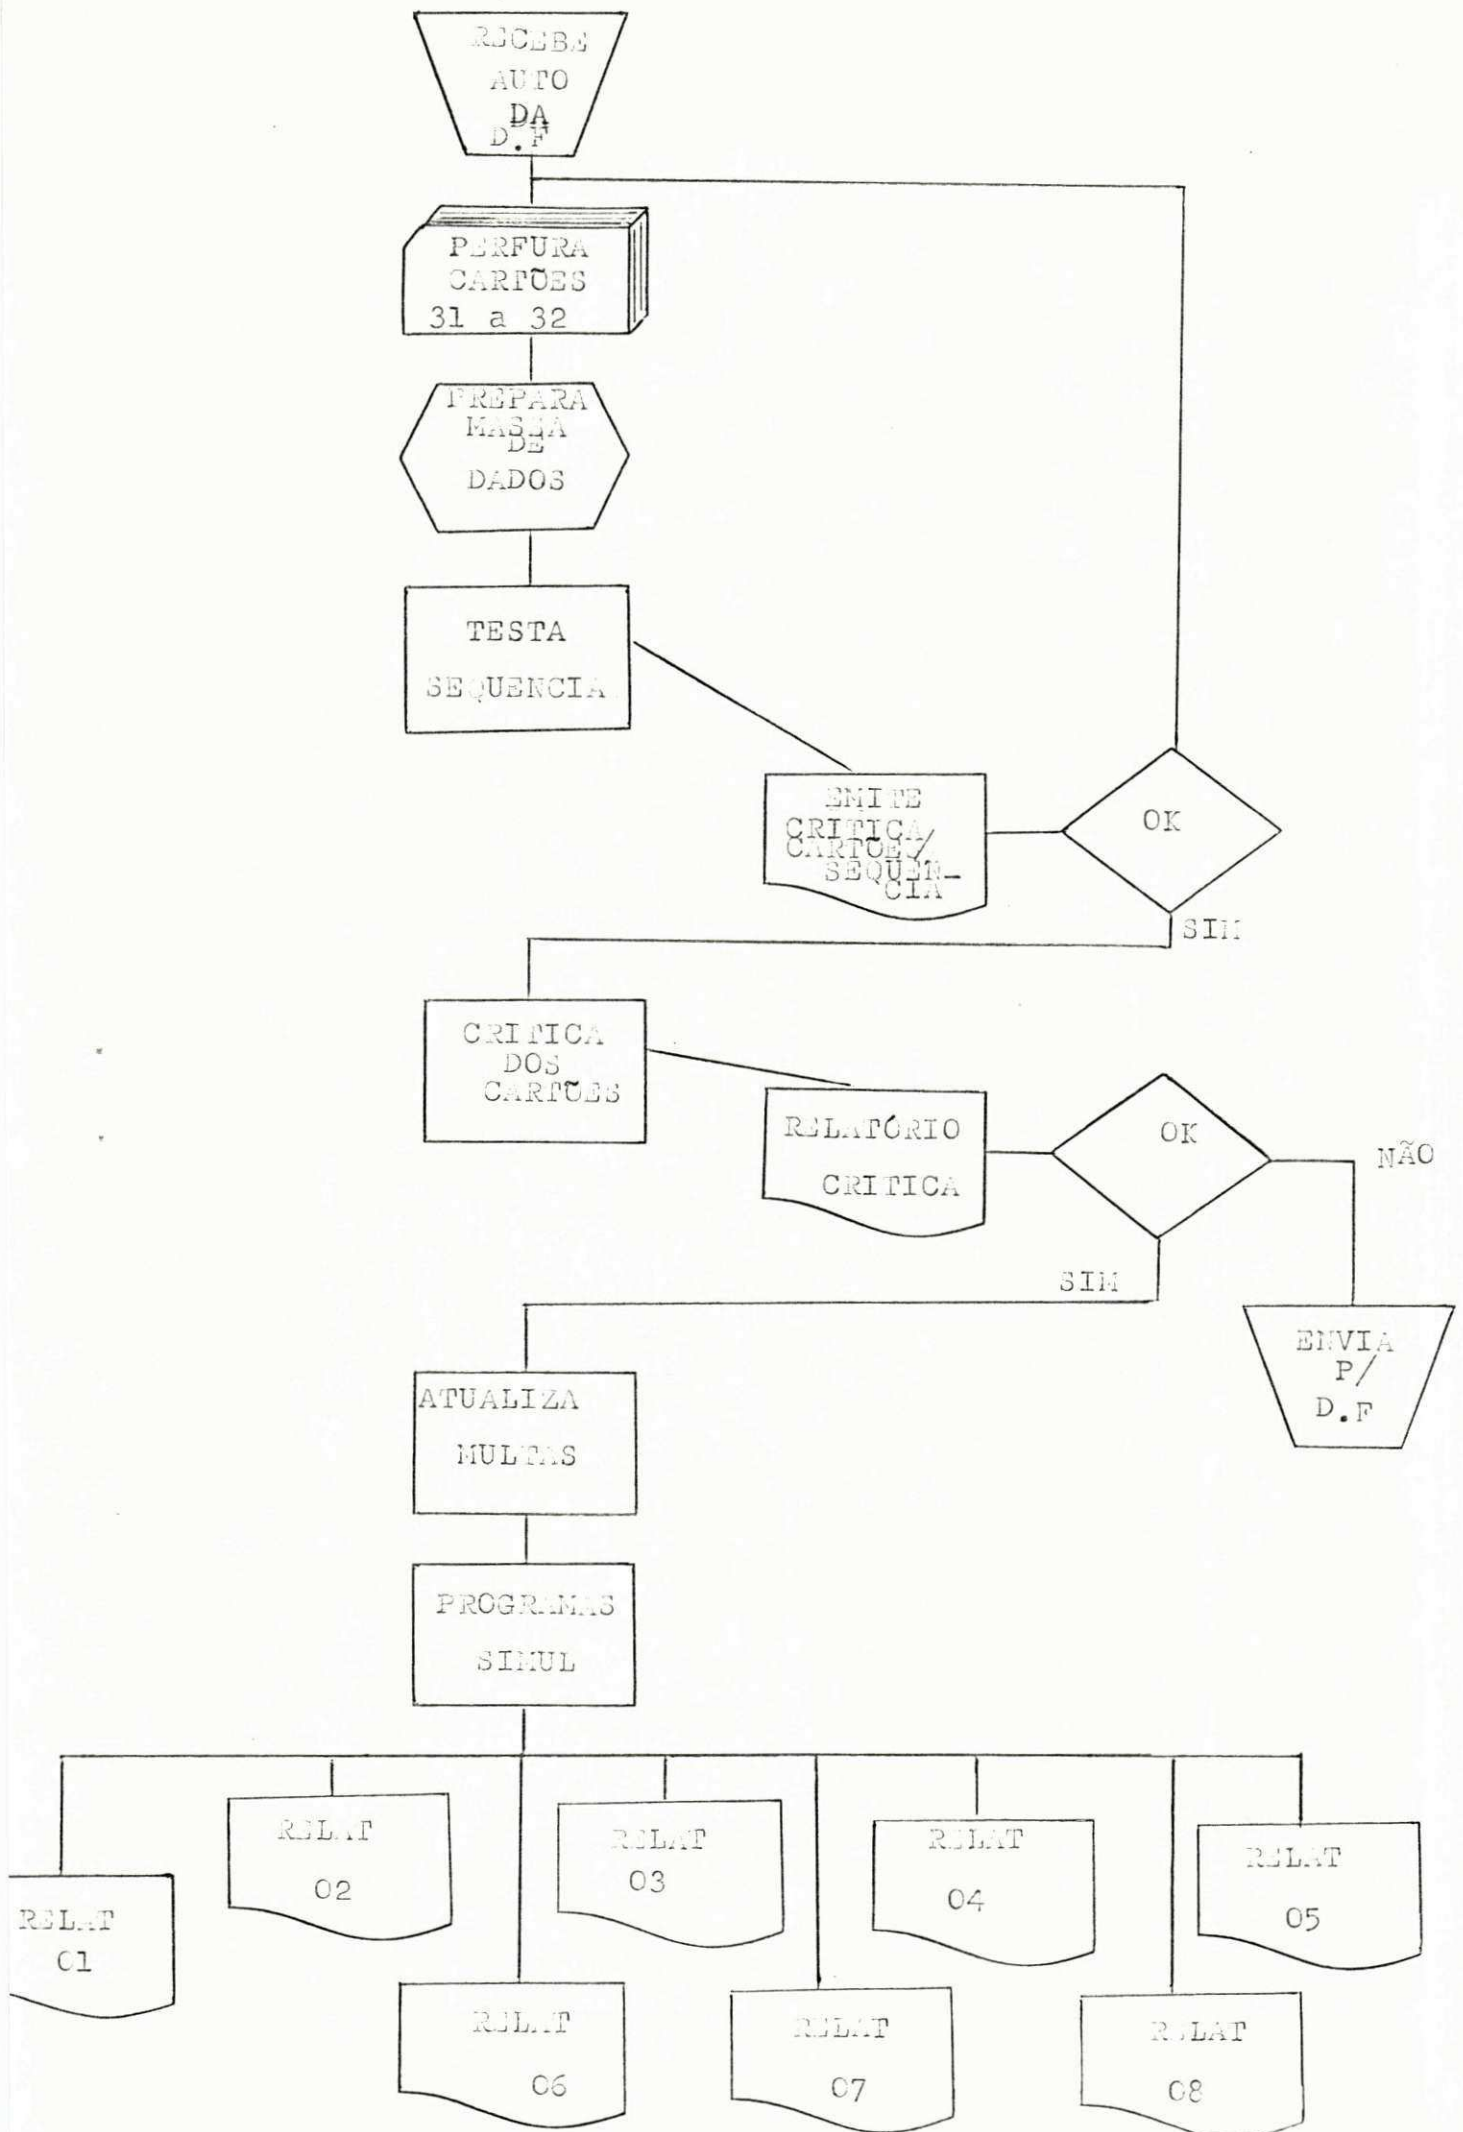 RECEBE
AUTO
DA
D.F
PERFURA
CARTÕES
31 a 32
PREPARA
MASSA
DE
DADOS
TESTA
SEQUENCIA
EMITE
CRITICA
CARTÕES/
SEQUEN-
CIA
OK
SIM
CRITICA
DOS
CARTÕES
RELATÓRIO
CRITICA
OK
NÃO
SIM
ENVIA
P/
D.F
ATUALIZA
MULTAS
PROGRAMAS
SIMUL
RELAT
01
RELAT
02
RELAT
03
RELAT
04
RELAT
05
RELAT
06
RELAT
07
RELAT
08